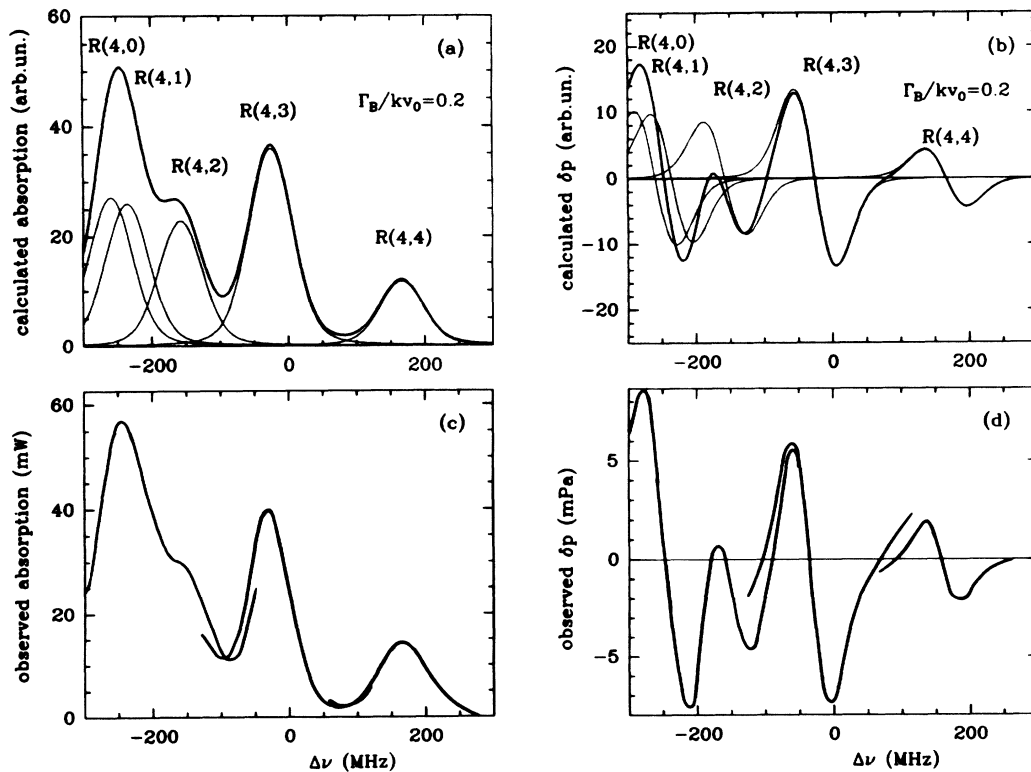 60
(a)
R(4,0)
R(4,1)
Γ_B/kv₀=0.2
R(4,3)
R(4,2)
R(4,4)
40
20
0
-200
0
200
calculated absorption (arb.un.)
20
(b)
R(4,0)
R(4,1)
R(4,3)
R(4,2)
Γ_B/kv₀=0.2
R(4,4)
10
0
-10
-20
-200
0
200
calculated δp (arb.un.)
60
(c)
40
20
0
-200
0
200
observed absorption (mW)
Δν (MHz)
(d)
5
0
-5
-200
0
200
observed δp (mPa)
Δν (MHz)